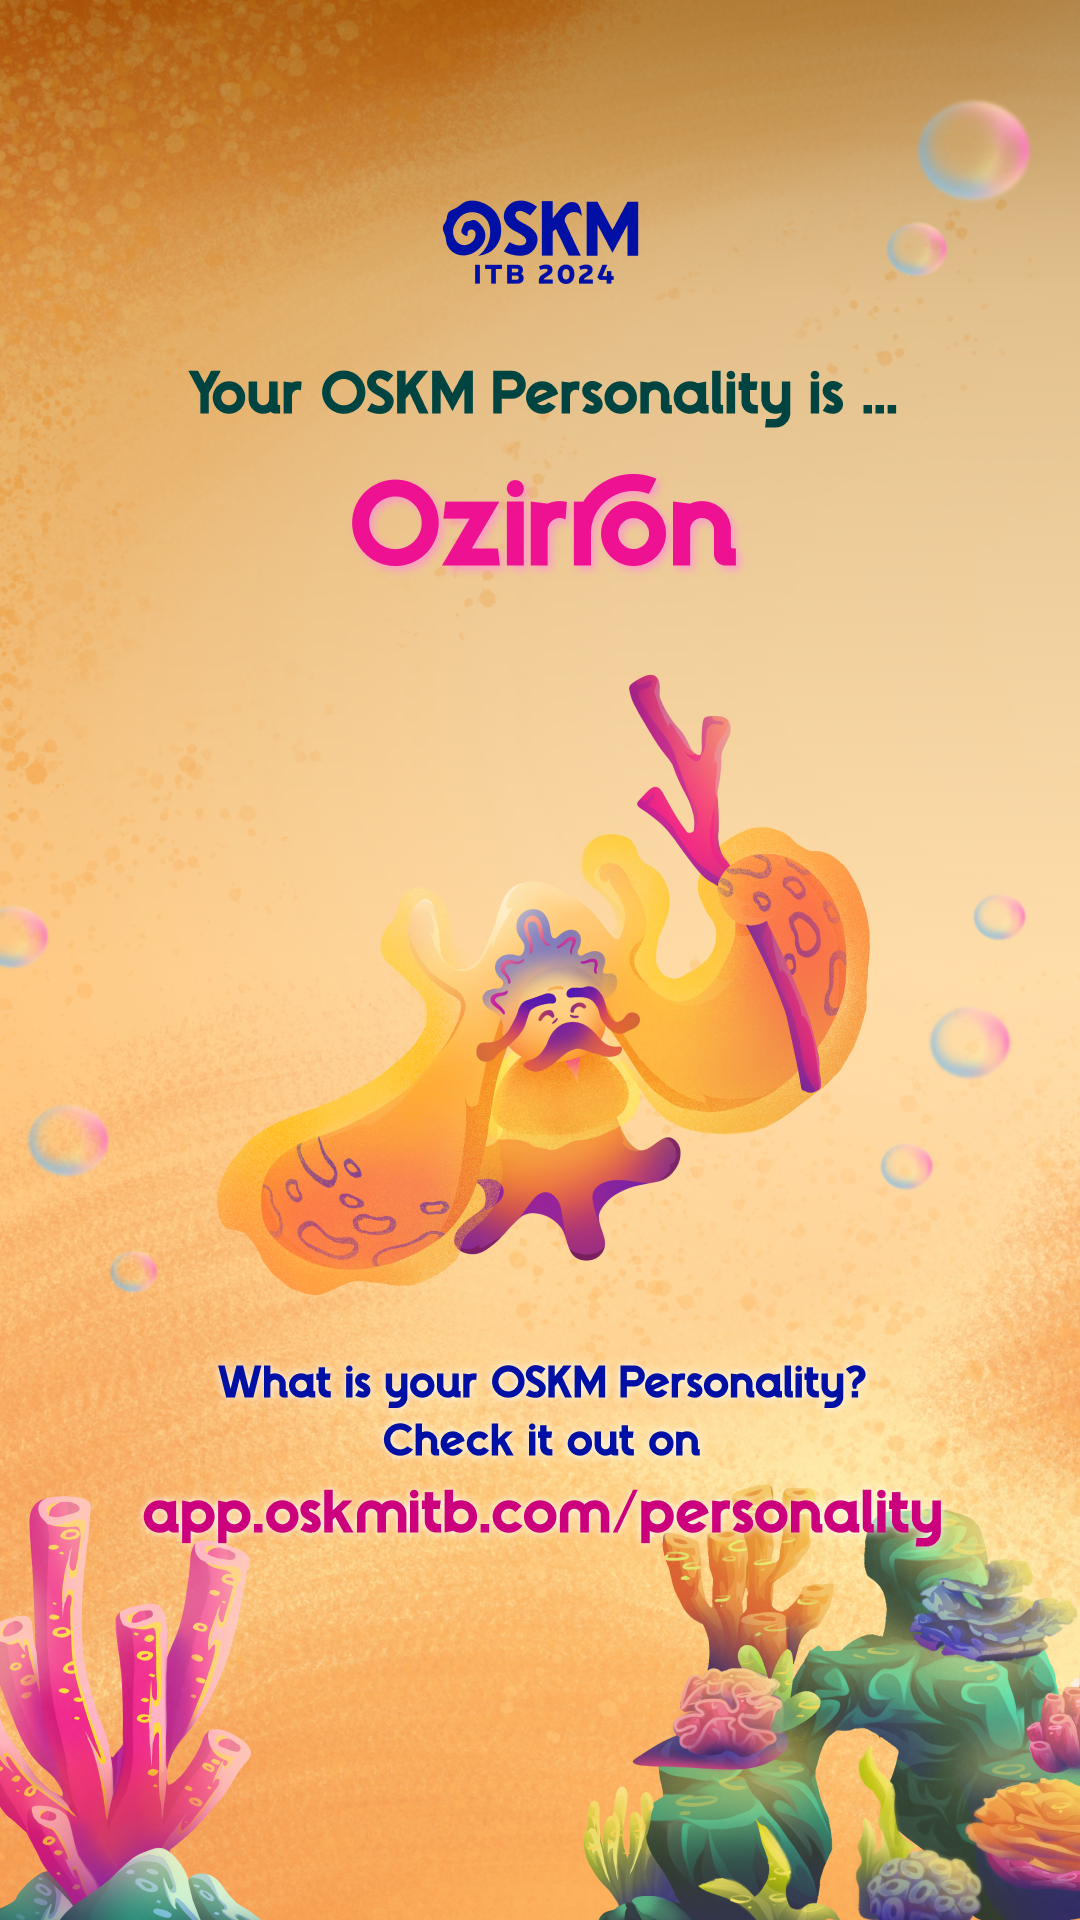 OSKM
ITB 2024
Your OSKM Personality is ...
Ozirron
What is your OSKM Personality?
Check it out on
app.oskmitb.com/personality